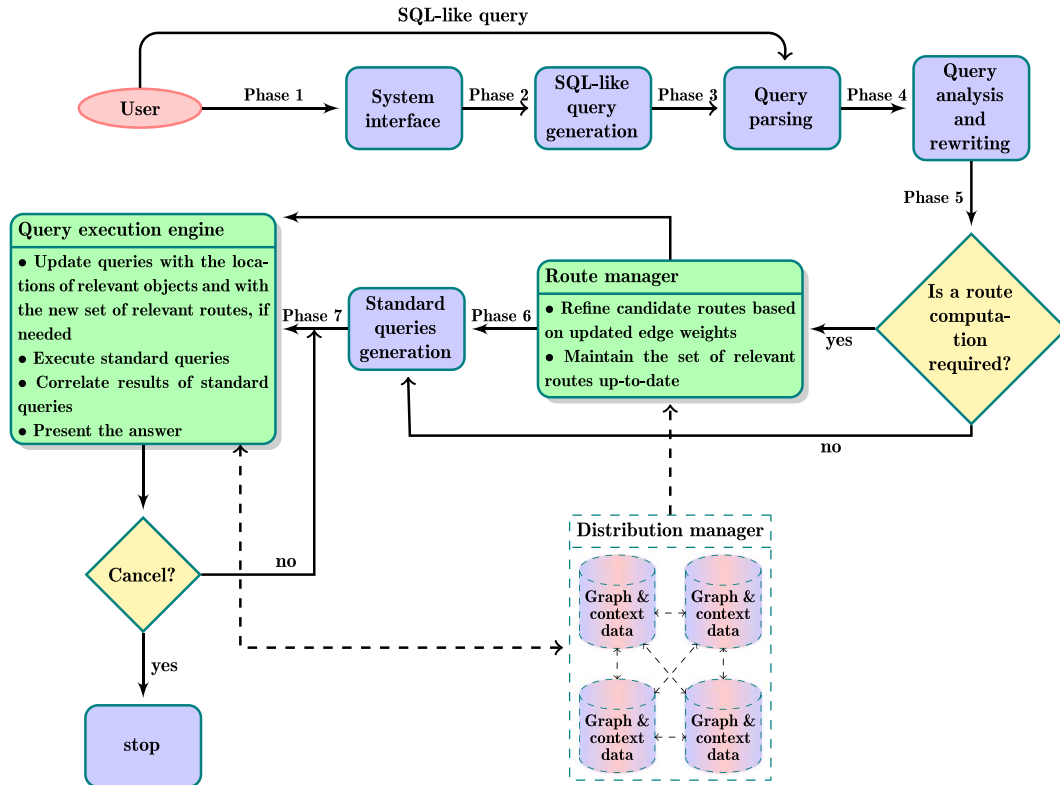 SQL-like query
User
Phase 1
System
interface
Phase 2
SQL-like
query
generation
Phase 3
Query
parsing
Phase 4
Query
analysis
and
rewriting
Phase 5
Query execution engine
• Update queries with the loca-
tions of relevant objects and with
the new set of relevant routes, if
needed
• Execute standard queries
• Correlate results of standard
queries
• Present the answer
Phase 7
Standard
queries
generation
Phase 6
Route manager
• Refine candidate routes based
on updated edge weights
• Maintain the set of relevant
routes up-to-date
yes
Is a route
computa-
tion
required?
no
Cancel?
no
yes
stop
Distribution manager
Graph &
context
data
Graph &
context
data
Graph &
context
data
Graph &
context
data